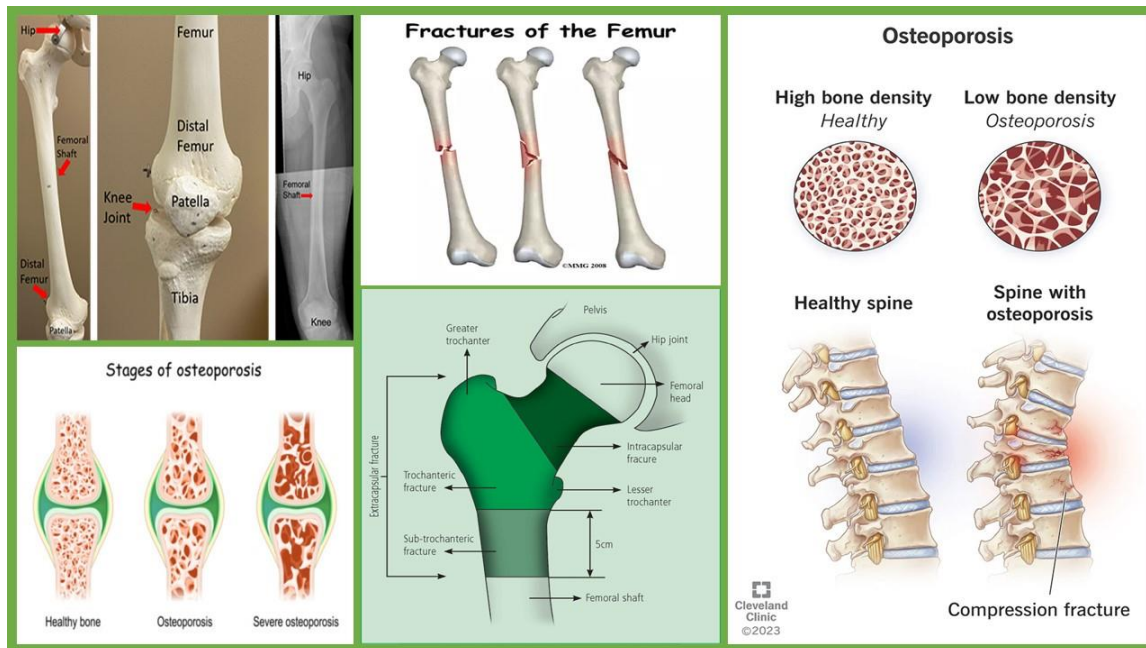 Hip
Femoral
Shaft
Distal
Femur
Patella
Femur
Distal
Femur
Knee
Joint
Patella
Tibia
Hip
Femoral
Shaft
Knee
Fractures of the Femur
©MMG 2008
Osteoporosis
High bone density
Healthy
Low bone density
Osteoporosis
Healthy spine
Spine with
osteoporosis
Compression fracture
Cleveland
Clinic
©2023
Stages of osteoporosis
Healthy bone
Osteoporosis
Severe osteoporosis
Pelvis
Greater
trochanter
Hip joint
Femoral
head
Extracapsular fracture
Intracapsular
fracure
Trochanteric
fracture
Lesser
trochanter
Sub-trochanteric
fracture
5cm
Femoral shaft